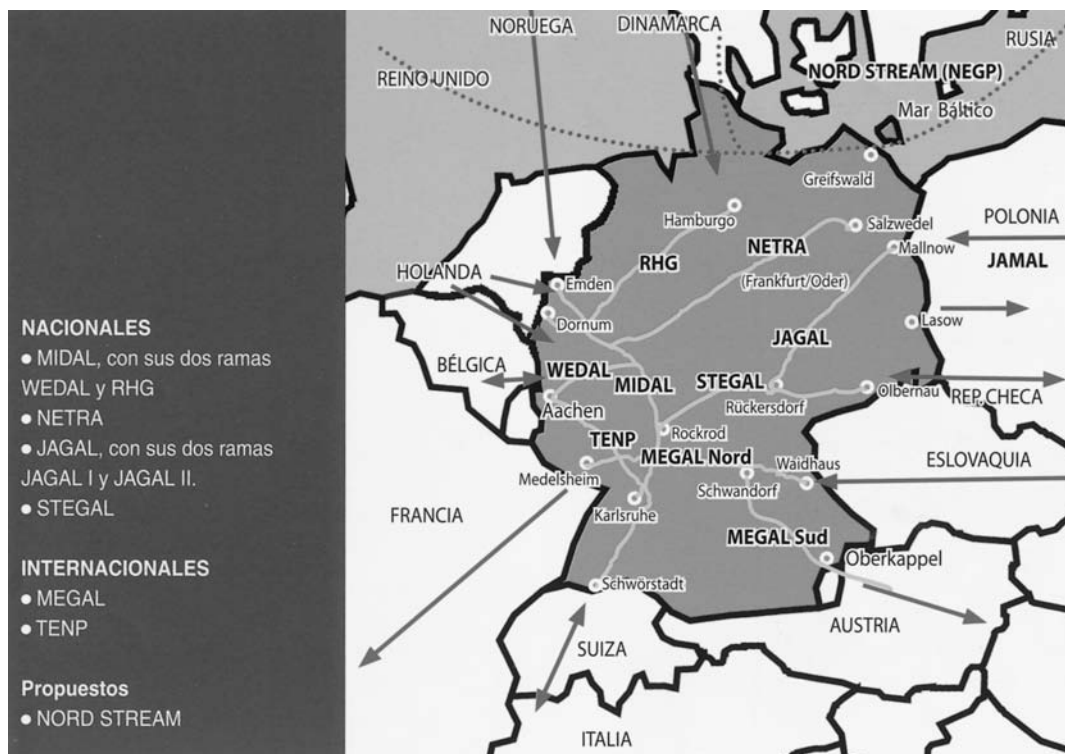 NACIONALES
● MIDAL, con sus dos ramas
WEDAL y RHG
● NETRA
● JAGAL, con sus dos ramas
JAGAL I y JAGAL II.
● STEGAL
INTERNACIONALES
● MEGAL
● TENP
Propuestos
● NORD STREAM
NORUEGA
DINAMARCA
RUSIA
REINO UNIDO
NORD STREAM (NEGP)
Mar Báltico
Greifswald
Hamburgo
Salzwedel
POLONIA
NETRA
Mallnow
RHG
JAMAL
HOLANDA
Emden
(Frankfurt/Oder)
Dornum
Lasow
JAGAL
BÉLGICA
WEDAL
MIDAL
STEGAL
Olbernau
REP. CHECA
Aachen
Rückersdorf
TENP
Rockrod
MEGAL Nord
Waidhaus
ESLOVAQUIA
Medelsheim
Schwandorf
FRANCIA
Karlsruhe
MEGAL Sud
Oberkappel
Schwörstadt
AUSTRIA
SUIZA
ITALIA